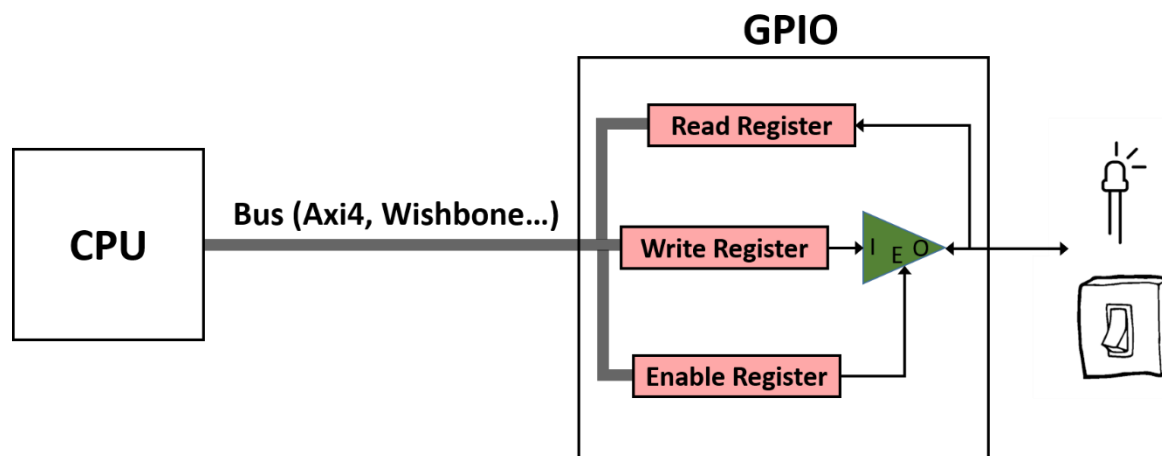 GPIO
Read Register
Bus (Axi4, Wishbone...)
CPU
Write Register
I E O
Enable Register